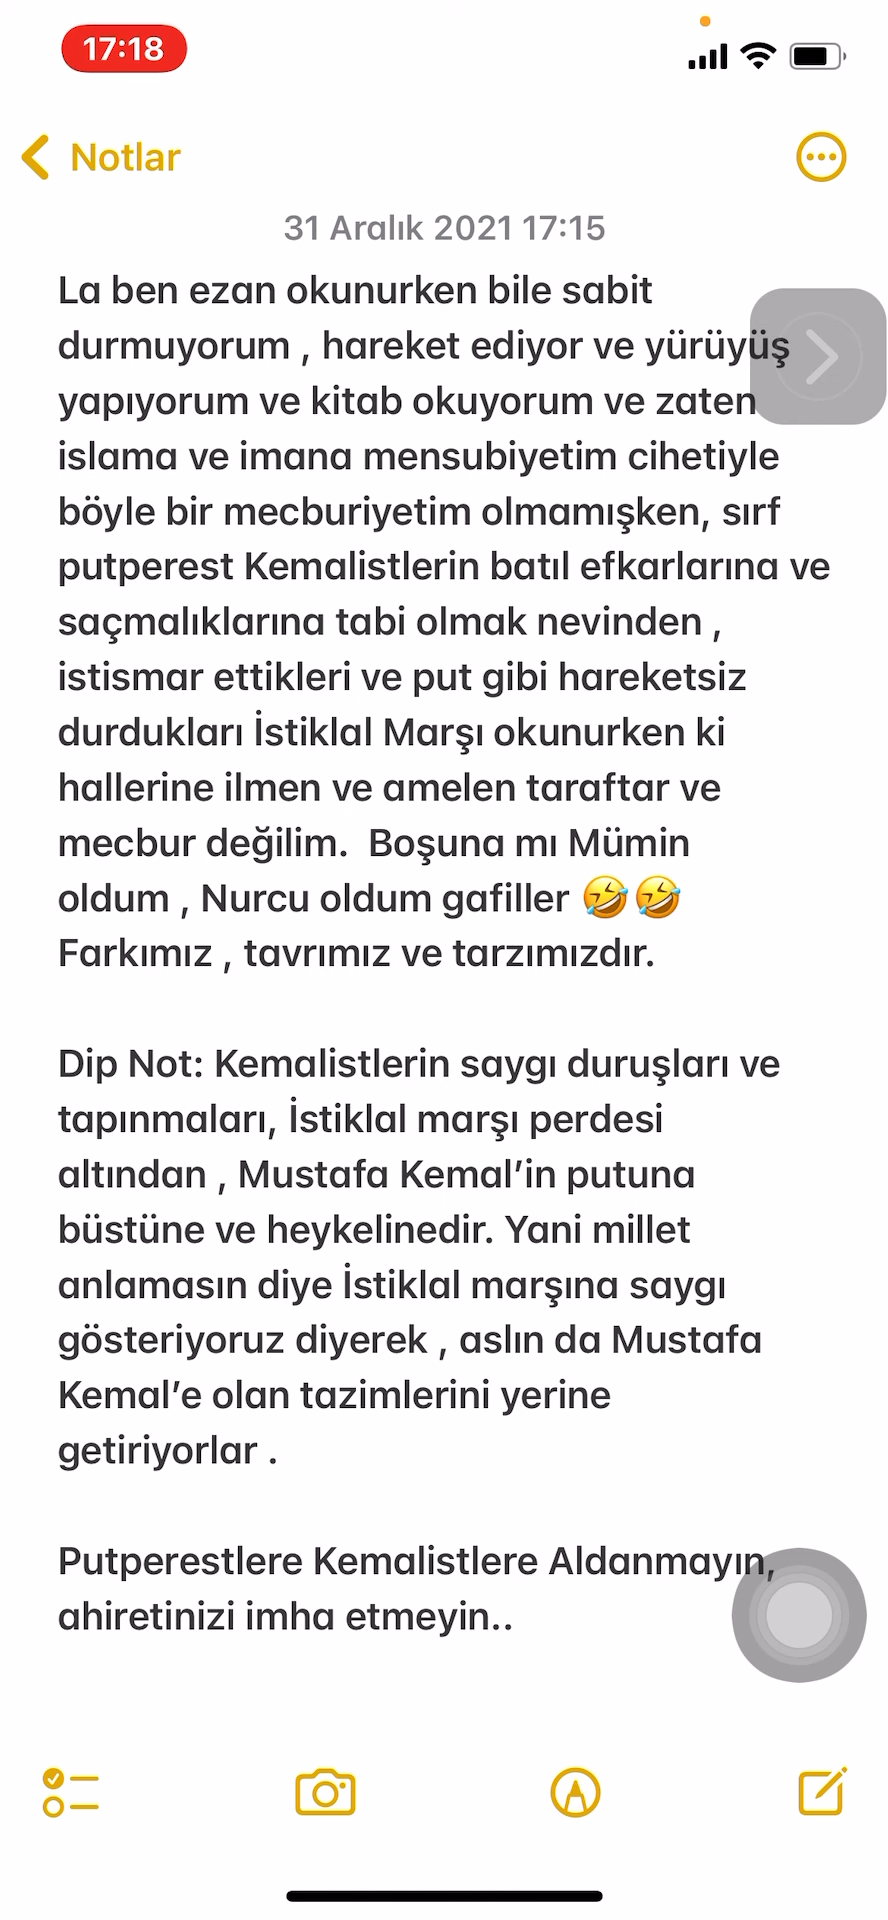 17:18
Notlar
31 Aralık 2021 17:15
La ben ezan okunurken bile sabit
durmuyorum , hareket ediyor ve yürüyüş
yapıyorum ve kitab okuyorum ve zaten
islama ve imana mensubiyetim cihetiyle
böyle bir mecburiyetim olmamışken, sırf
putperest Kemalistlerin batıl efkarlarına ve
saçmalıklarına tabi olmak nevinden ,
istismar ettikleri ve put gibi hareketsiz
durdukları İstiklal Marşı okunurken ki
hallerine ilmen ve amelen taraftar ve
mecbur değilim.  Boşuna mı Mümin
oldum , Nurcu oldum gafiller 🤣🤣
Farkımız , tavrımız ve tarzımızdır.
Dip Not: Kemalistlerin saygı duruşları ve
tapınmaları, İstiklal marşı perdesi
altından , Mustafa Kemal’in putuna
büstüne ve heykelinedir. Yani millet
anlamasın diye İstiklal marşına saygı
gösteriyoruz diyerek , aslın da Mustafa
Kemal’e olan tazimlerini yerine
getiriyorlar .
Putperestlere Kemalistlere Aldanmayın,
ahiretinizi imha etmeyin..